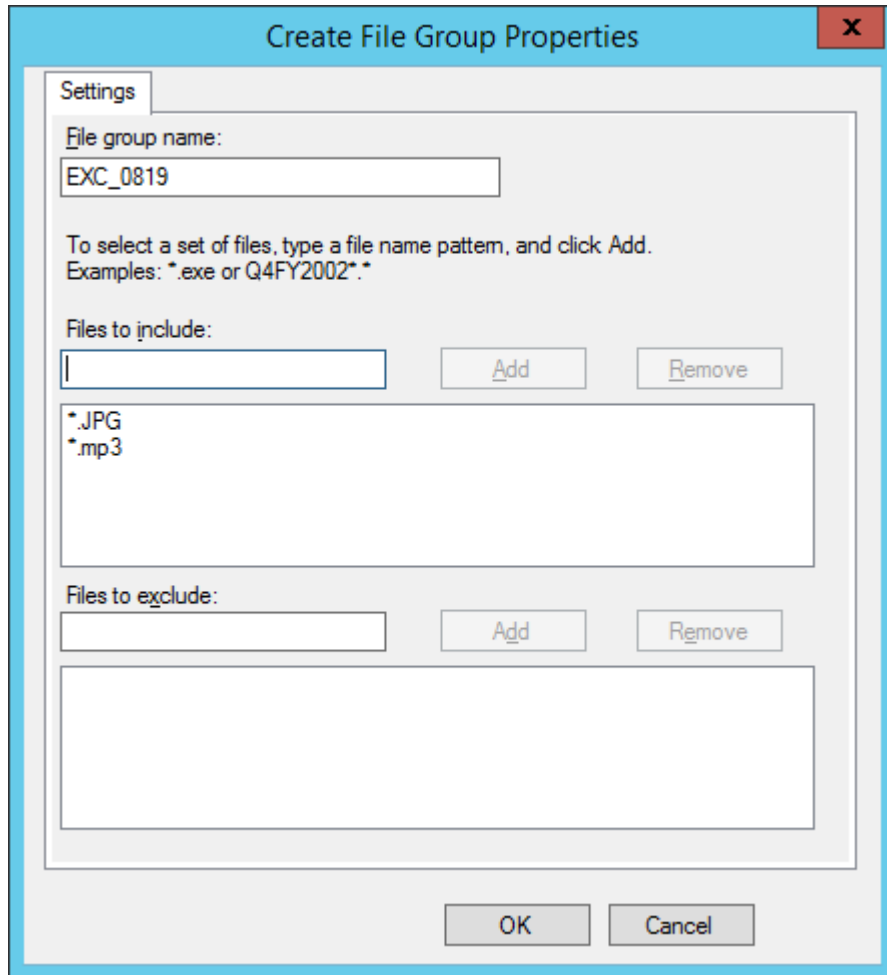 Create File Group Properties
x
Settings
File group name:
EXC_0819
To select a set of files, type a file name pattern, and click Add.
Examples: *.exe or Q4FY2002*.*
Files to include:
Add Remove
*.JPG
*.mp3
Files to exclude:
Add Remove
OK Cancel